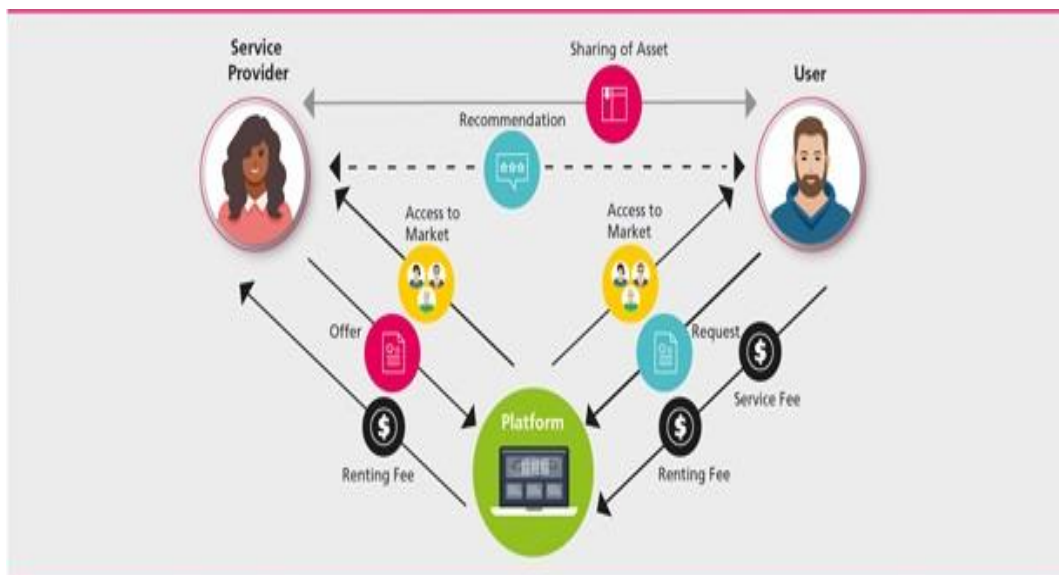 Service
Provider
Sharing of Asset
User
Recommendation
Access to
Market
Access to
Market
Offer
Request
$
Service Fee
Platform
$
Renting Fee
$
Renting Fee